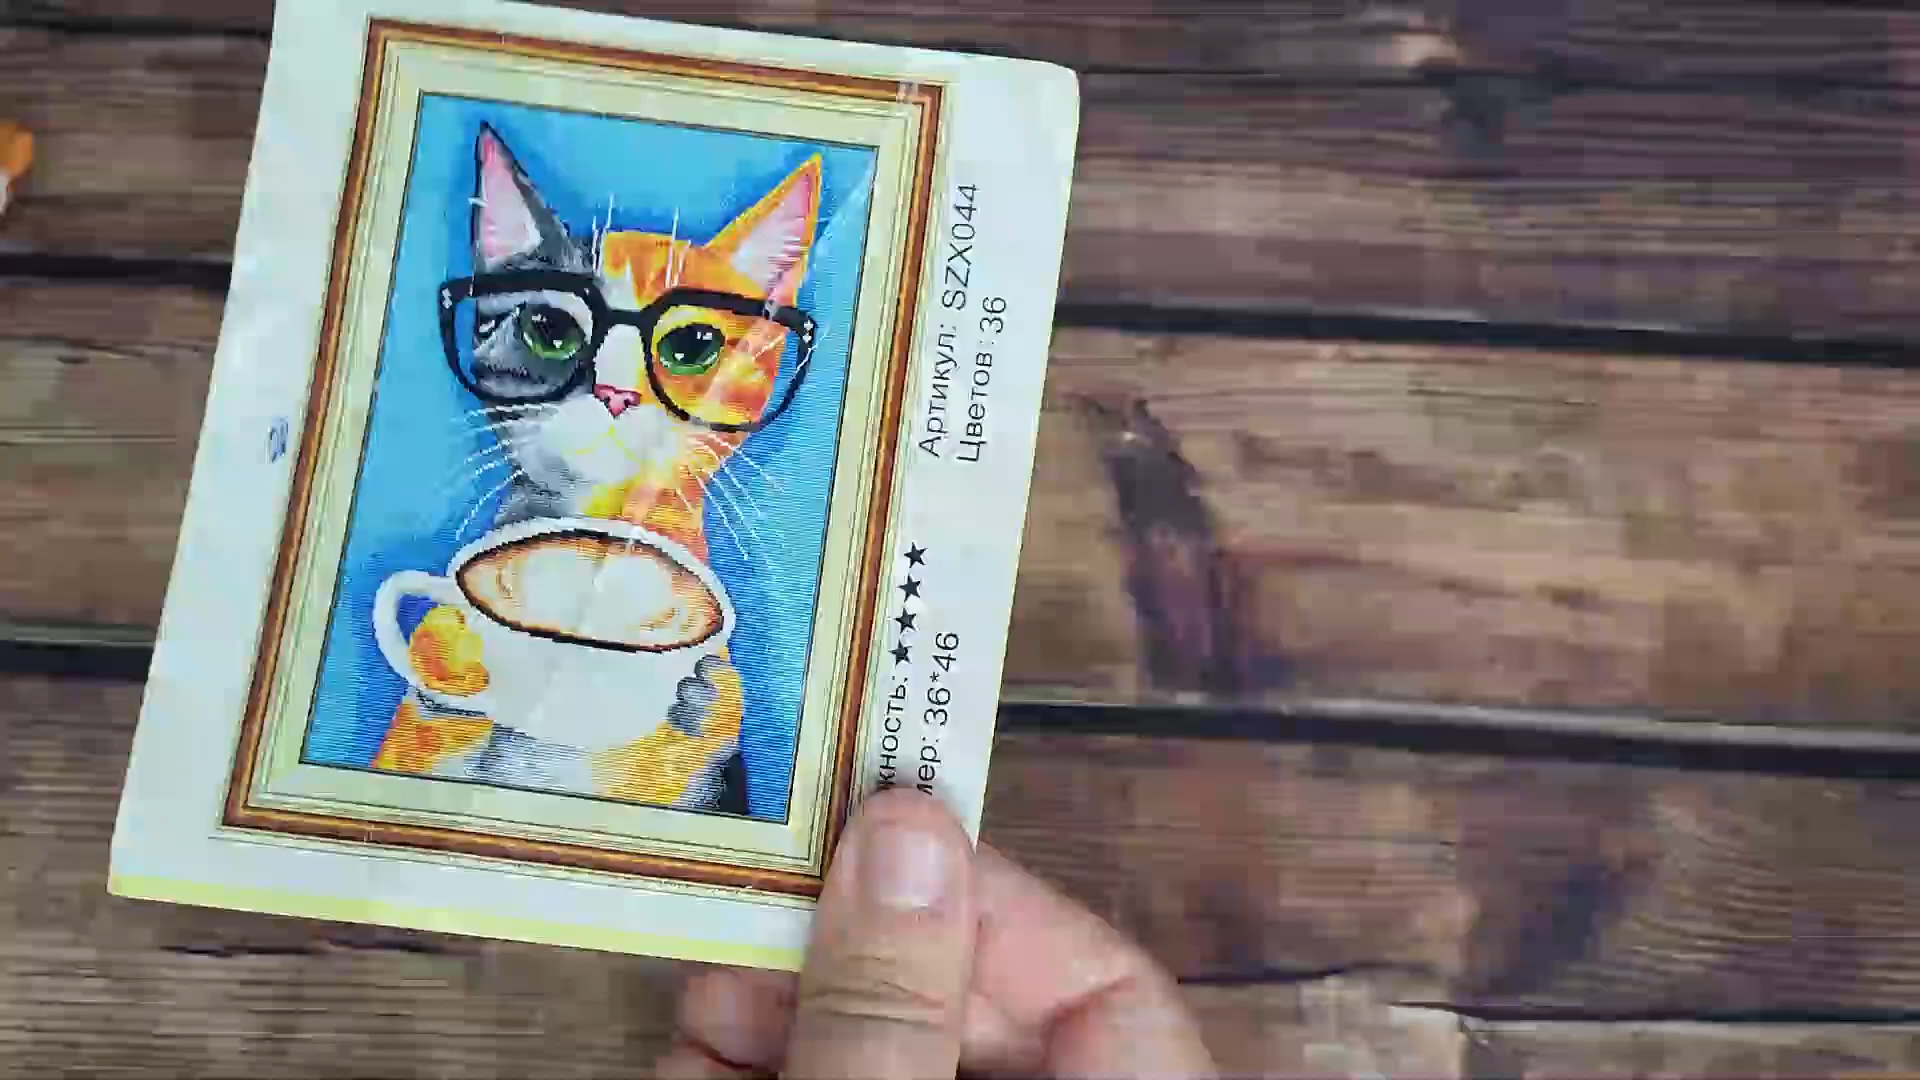 Артикул: SZX044
Цветов: 36
жность: ★★★★
мер: 36*46